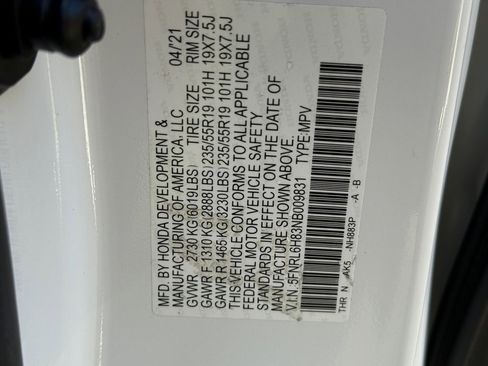 MFD. BY HONDA DEVELOPMENT &
MANUFACTURING OF AMERICA, LLC 04/'21
GVWR 2730 KG(6019LBS) TIRE SIZE RIM SIZE
GAWR F 1310 KG(2888LBS) 235/55R19 101H 19X7.5J
GAWR R 1465 KG(3230LBS) 235/55R19 101H 19X7.5J
THIS VEHICLE CONFORMS TO ALL APPLICABLE
FEDERAL MOTOR VEHICLE SAFETY
STANDARDS IN EFFECT ON THE DATE OF
MANUFACTURE SHOWN ABOVE.
V.I.N.:5FNRL6H83NB009831 TYPE:MPV
THR N AK5 -NH883P -A -B